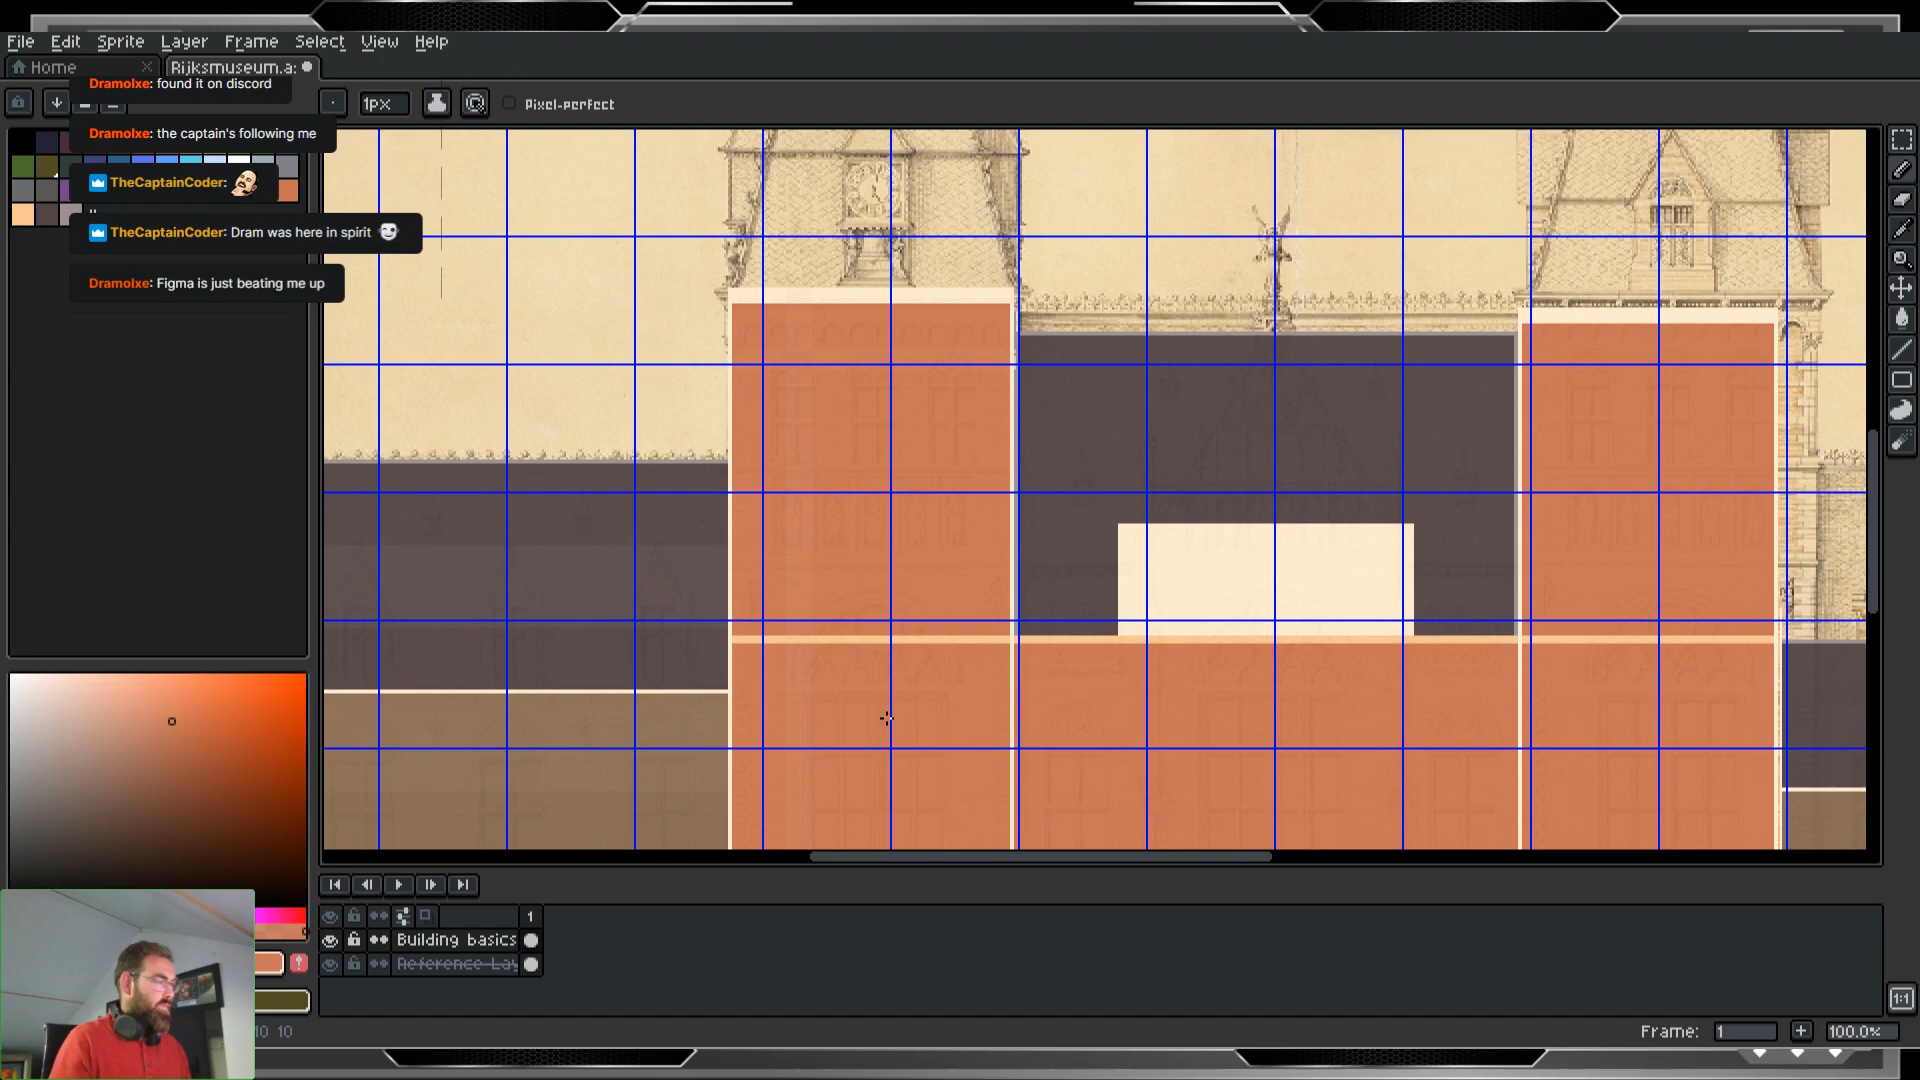 File Edit Sprite Layer Frame Select View Help
Home
Rijksmuseum.a:
Dramolxe: found it on discord
1px
Pixel-perfect
Dramolxe: the captain's following me
TheCaptainCoder:
TheCaptainCoder: Dram was here in spirit
Dramolxe: Figma is just beating me up
1
Building basics
Reference Lay
10 10
Frame: 1
100.0%
1:1